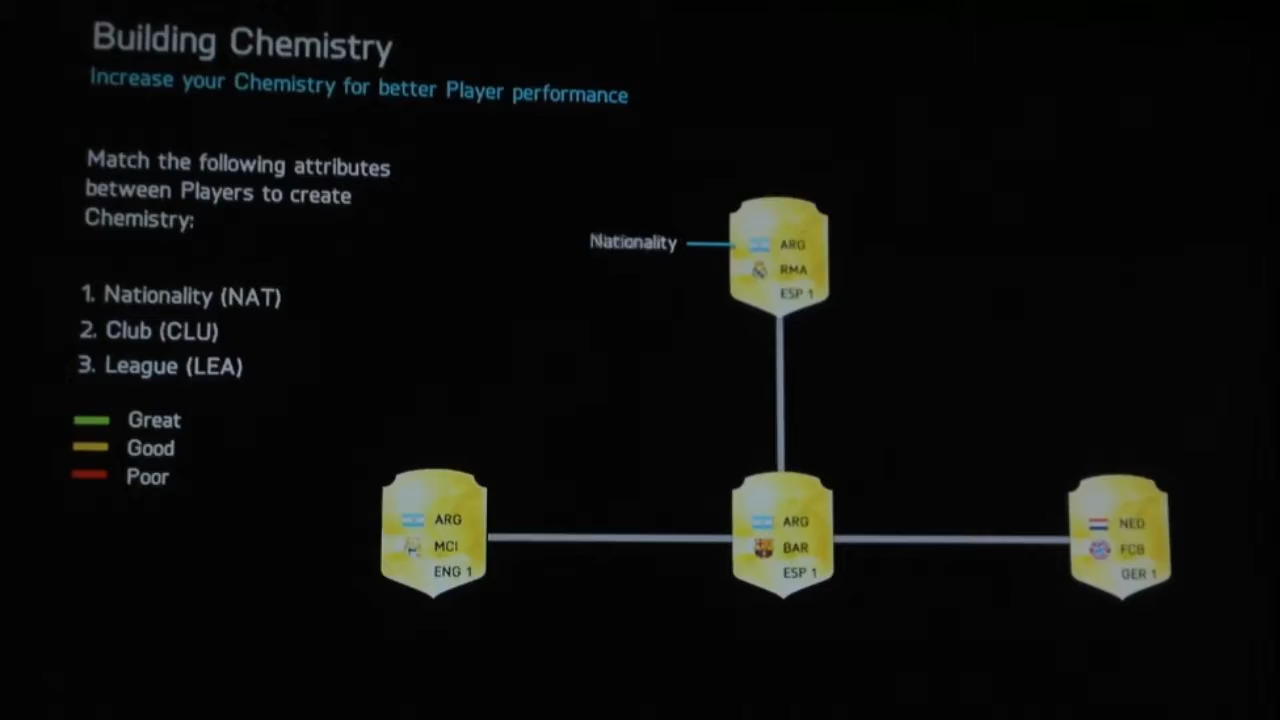 Building Chemistry
Increase your Chemistry for better Player performance
Match the following attributes
between Players to create
Chemistry:
1. Nationality (NAT)
2. Club (CLU)
3. League (LEA)
Great
Good
Poor
Nationality
ARG
RMA
ESP 1
ARG
MCI
ENG 1
ARG
BAR
ESP 1
NED
FCB
GER 1